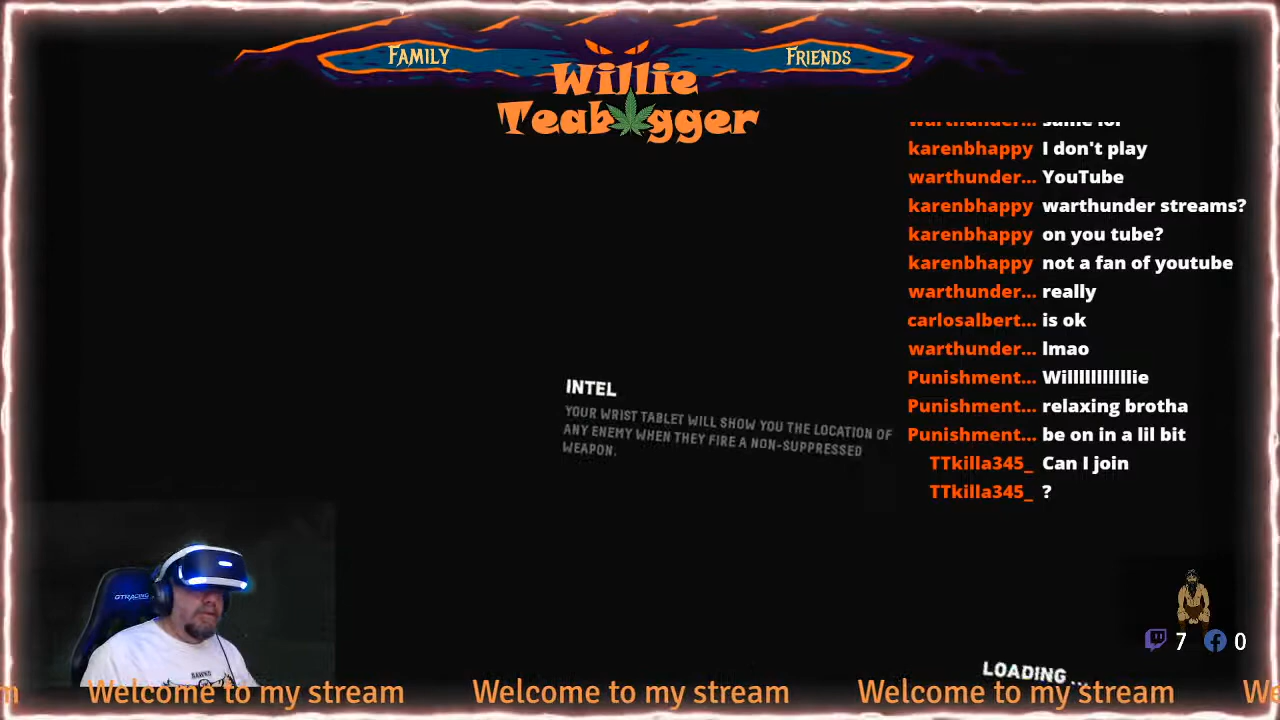 FAMILY
FRIENDS
Willie
Teabagger
karenbhappy I don't play
warthunder... YouTube
karenbhappy warthunder streams?
karenbhappy on you tube?
karenbhappy not a fan of youtube
warthunder... really
carlosalbert... is ok
warthunder... lmao
Punishment... Willlllllllllie
Punishment... relaxing brotha
Punishment... be on in a lil bit
TTkilla345_ Can I join
TTkilla345_ ?
INTEL
YOUR WRIST TABLET WILL SHOW YOU THE LOCATION OF
ANY ENEMY WHEN THEY FIRE A NON-SUPPRESSED
WEAPON.
GTRACING
7 0
LOADING ...
m Welcome to my stream Welcome to my stream Welcome to my stream We